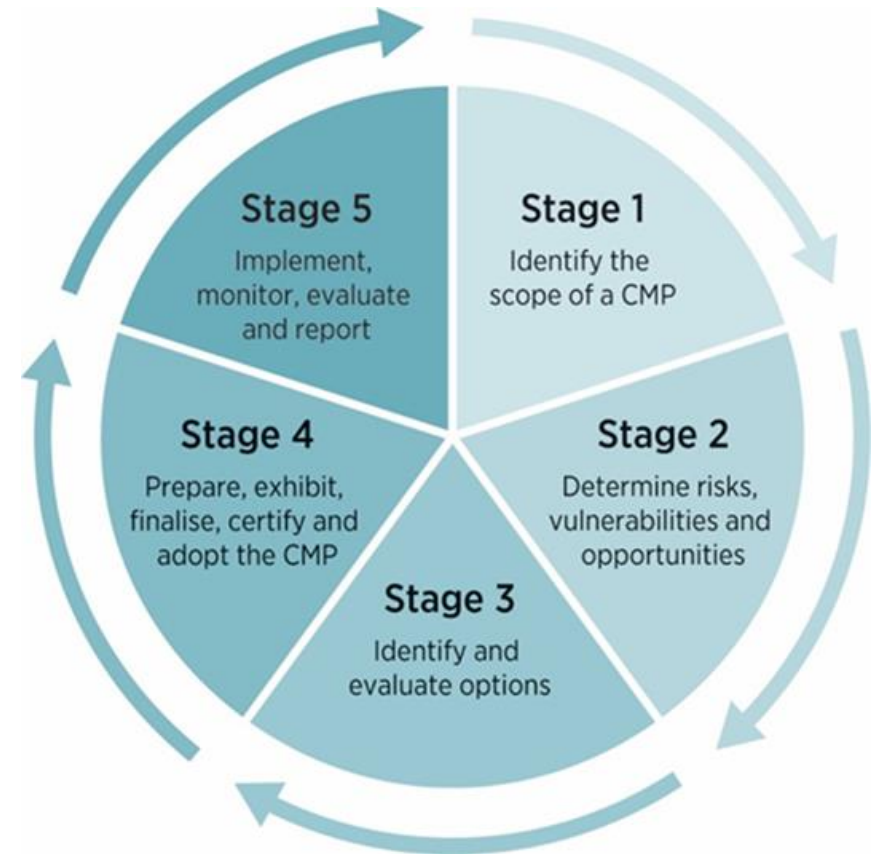 Stage 1
Identify the
scope of a CMP
Stage 2
Determine risks,
vulnerabilities and
opportunities
Stage 3
Identify and
evaluate options
Stage 4
Prepare, exhibit,
finalise, certify and
adopt the CMP
Stage 5
Implement,
monitor, evaluate
and report